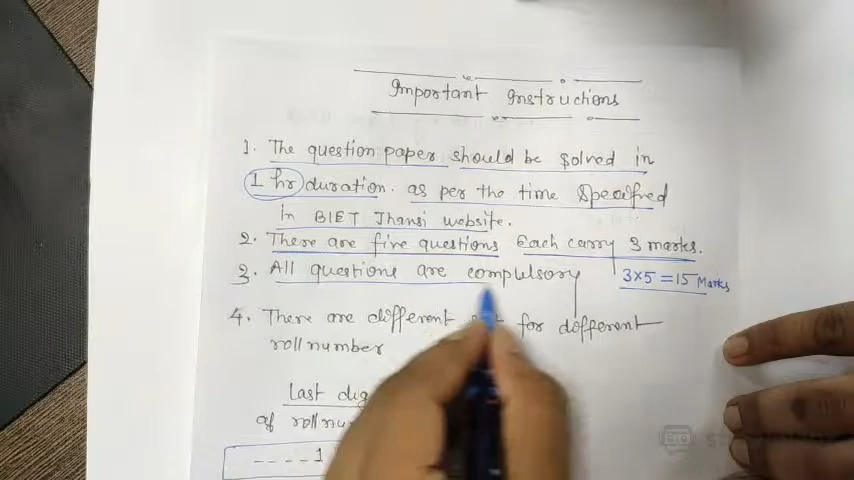 Important Instructions
1. The question paper should be solved in
1 hr duration. as per the time specified
in BIET Jhansi website.
2. There are five questions Each carry 3 marks.
3. All questions are compulsory 3×5=15 Marks
4. There are different for different
roll number
Last
of roll
----1